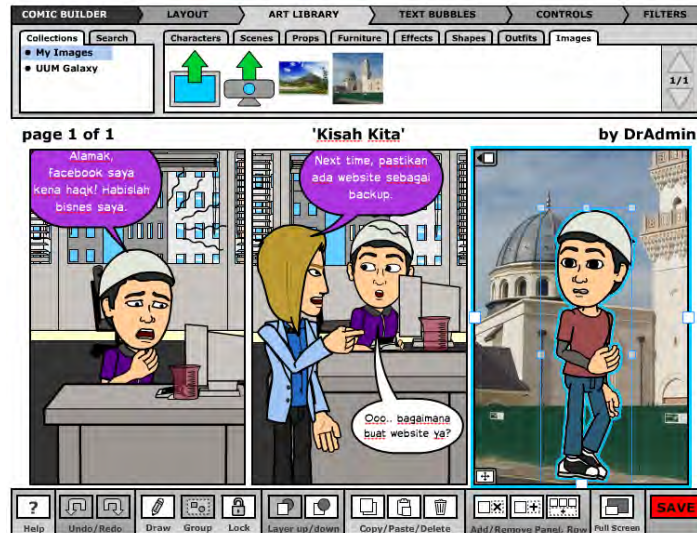 COMIC BUILDER LAYOUT ART LIBRARY TEXT BUBBLES CONTROLS FILTERS
Collections Search Characters Scenes Props Furniture Effects Shapes Outfits Images
My Images
UUM Galaxy
1/1
page 1 of 1 'Kisah Kita' by DrAdmin
Alamak,
facebook saya
kena haqk! Habislah
bisnes saya.
Next time, pastikan
ada website sebagai
backup.
Ooo.. bagaimana
buat website ya?
? SAVE
Help Undo/Redo Draw Group Lock Layer up/down Copy/Paste/Delete Add/Remove Panel, Row Full Screen